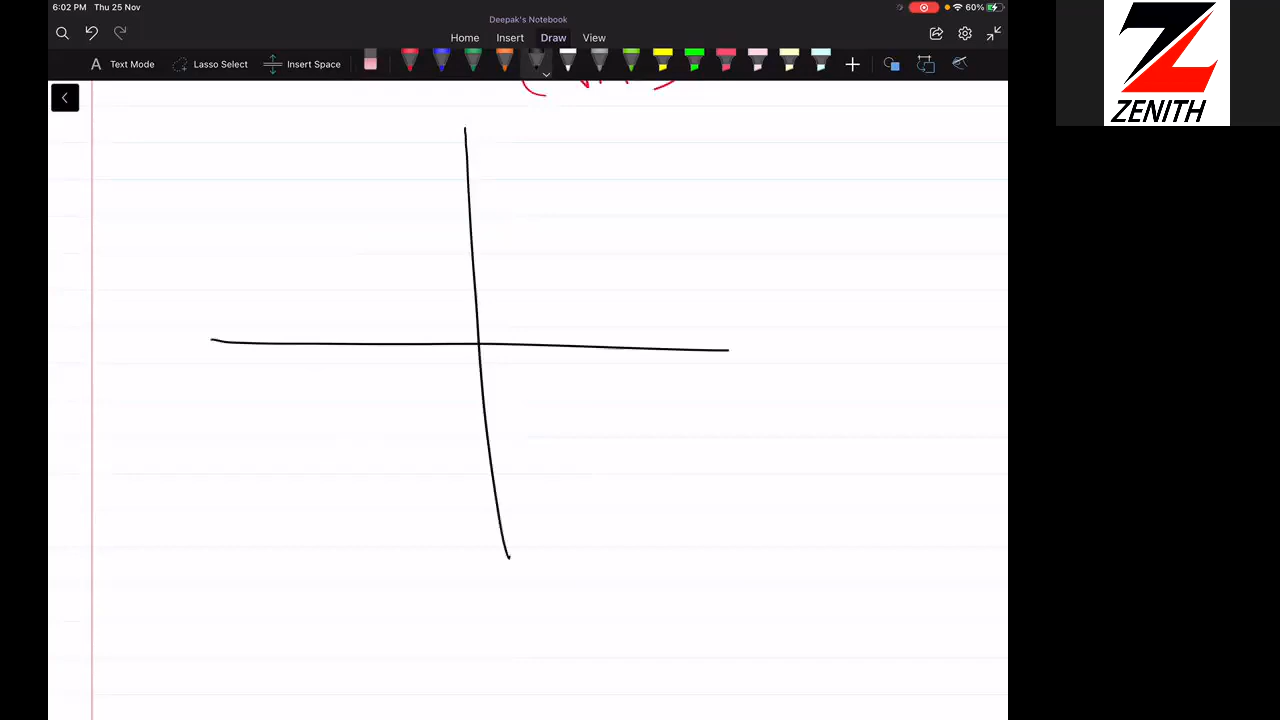 6:02 PM Thu 25 Nov
60%
Deepak's Notebook
Home Insert Draw View
A Text Mode Lasso Select Insert Space
ZENITH